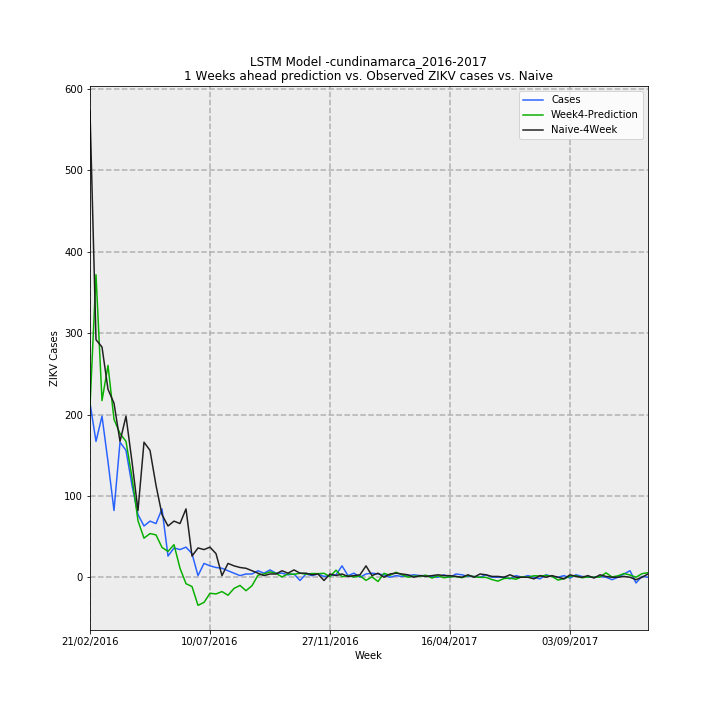 LSTM Model -cundinamarca_2016-2017
1 Weeks ahead prediction vs. Observed ZIKV cases vs. Naive
Cases
Week4-Prediction
Naive-4Week
600
500
400
300
200
100
0
ZIKV Cases
21/02/2016
10/07/2016
27/11/2016
16/04/2017
03/09/2017
Week